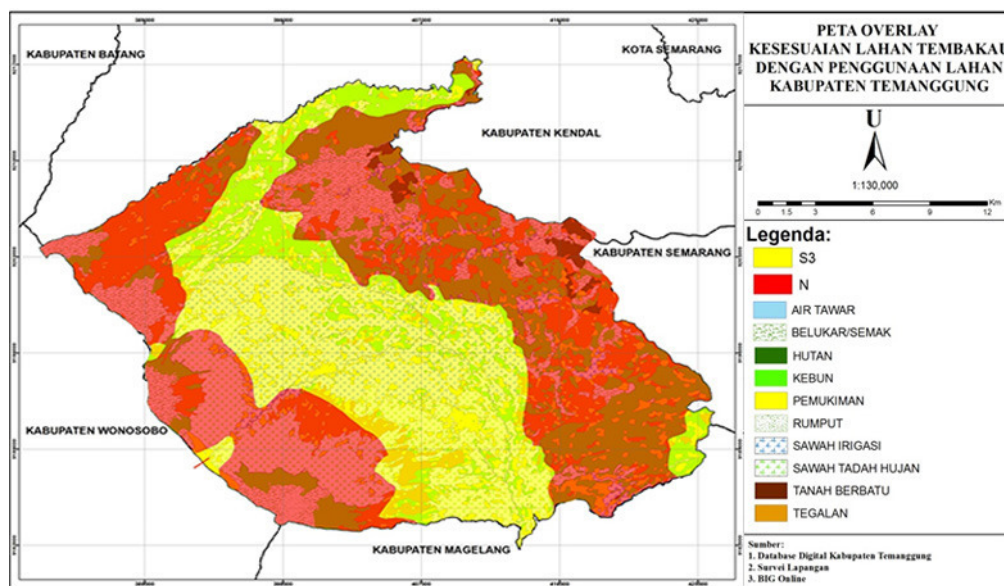 PETA OVERLAY
KESESUAIAN LAHAN TEMBAKAU
DENGAN PENGGUNAAN LAHAN
KABUPATEN TEMANGGUNG
U
1:130,000
Km
0 1.5 3 6 9 12
Legenda:
S3
N
AIR TAWAR
BELUKAR/SEMAK
HUTAN
KEBUN
PEMUKIMAN
RUMPUT
SAWAH IRIGASI
SAWAH TADAH HUJAN
TANAH BERBATU
TEGALAN
Sumber:
1. Database Digital Kabupaten Temanggung
2. Survei Lapangan
3. BIG Online
KABUPATEN BATANG
KOTA SEMARANG
KABUPATEN KENDAL
KABUPATEN SEMARANG
KABUPATEN WONOSOBO
KABUPATEN MAGELANG